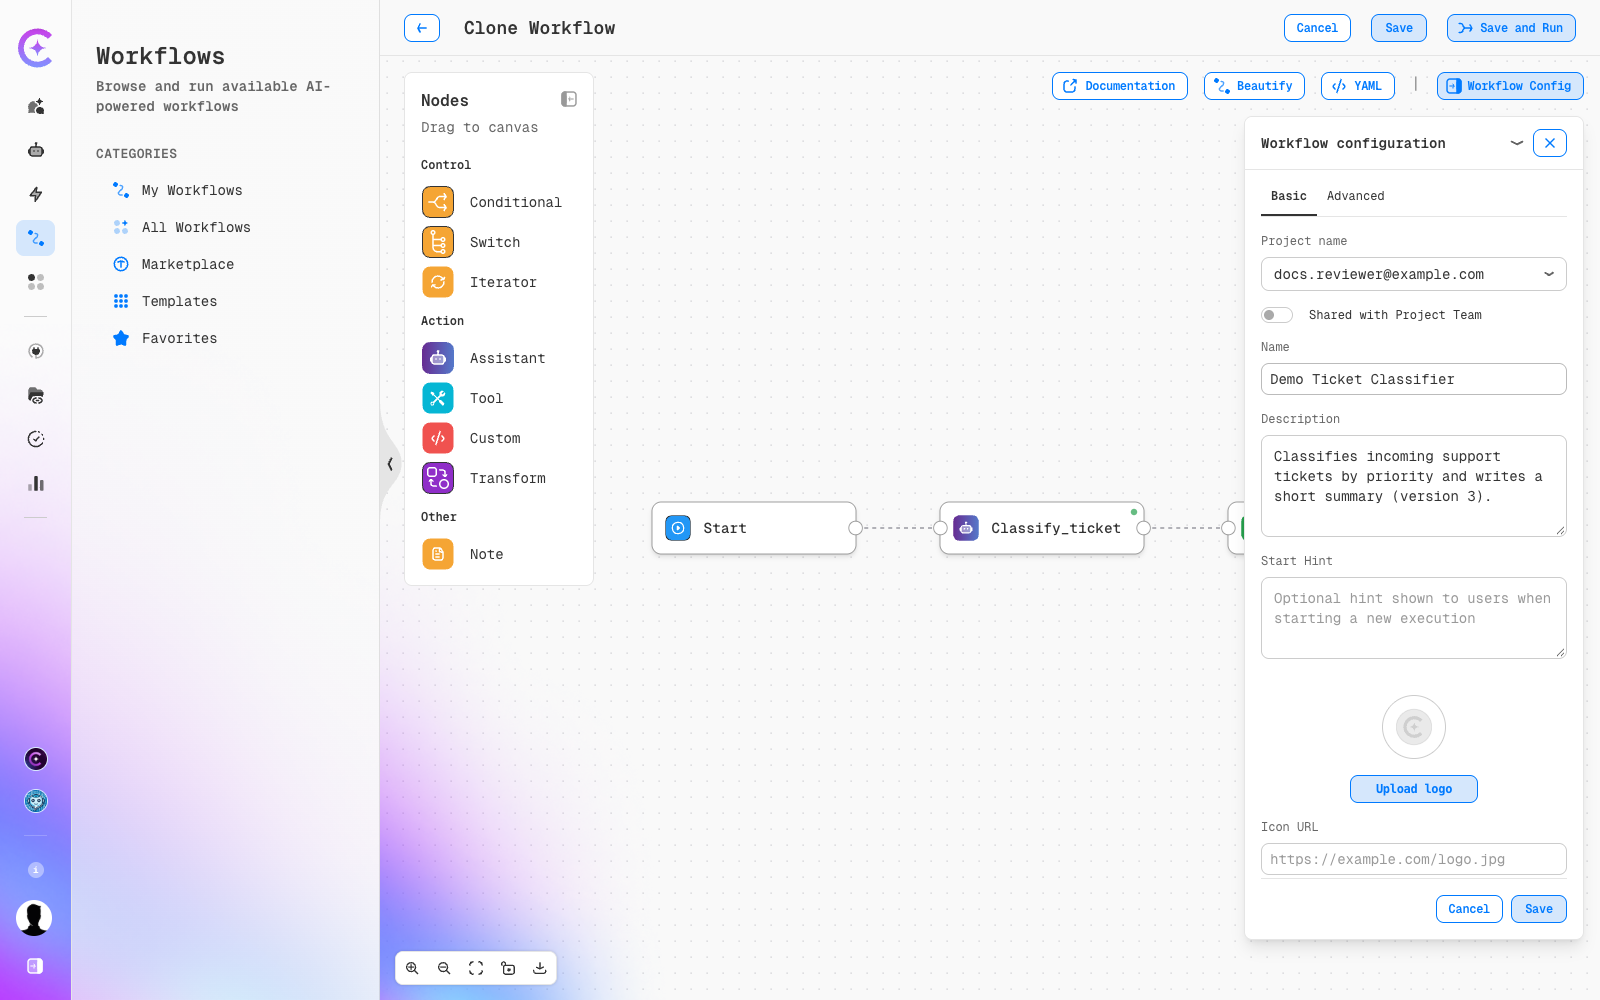 Workflows
Browse and run available AI-
powered workflows
CATEGORIES
My Workflows
All Workflows
Marketplace
Templates
Favorites
Clone Workflow
Cancel
Save
Save and Run
Documentation
Beautify
YAML
Workflow Config
Nodes
Drag to canvas
Control
Conditional
Switch
Iterator
Action
Assistant
Tool
Custom
Transform
Other
Note
Start
Classify_ticket
Workflow configuration
Basic
Advanced
Project name
docs.reviewer@example.com
Shared with Project Team
Name
Demo Ticket Classifier
Description
Classifies incoming support
tickets by priority and writes a
short summary (version 3).
Start Hint
Optional hint shown to users when
starting a new execution
Upload logo
Icon URL
https://example.com/logo.jpg
Cancel
Save